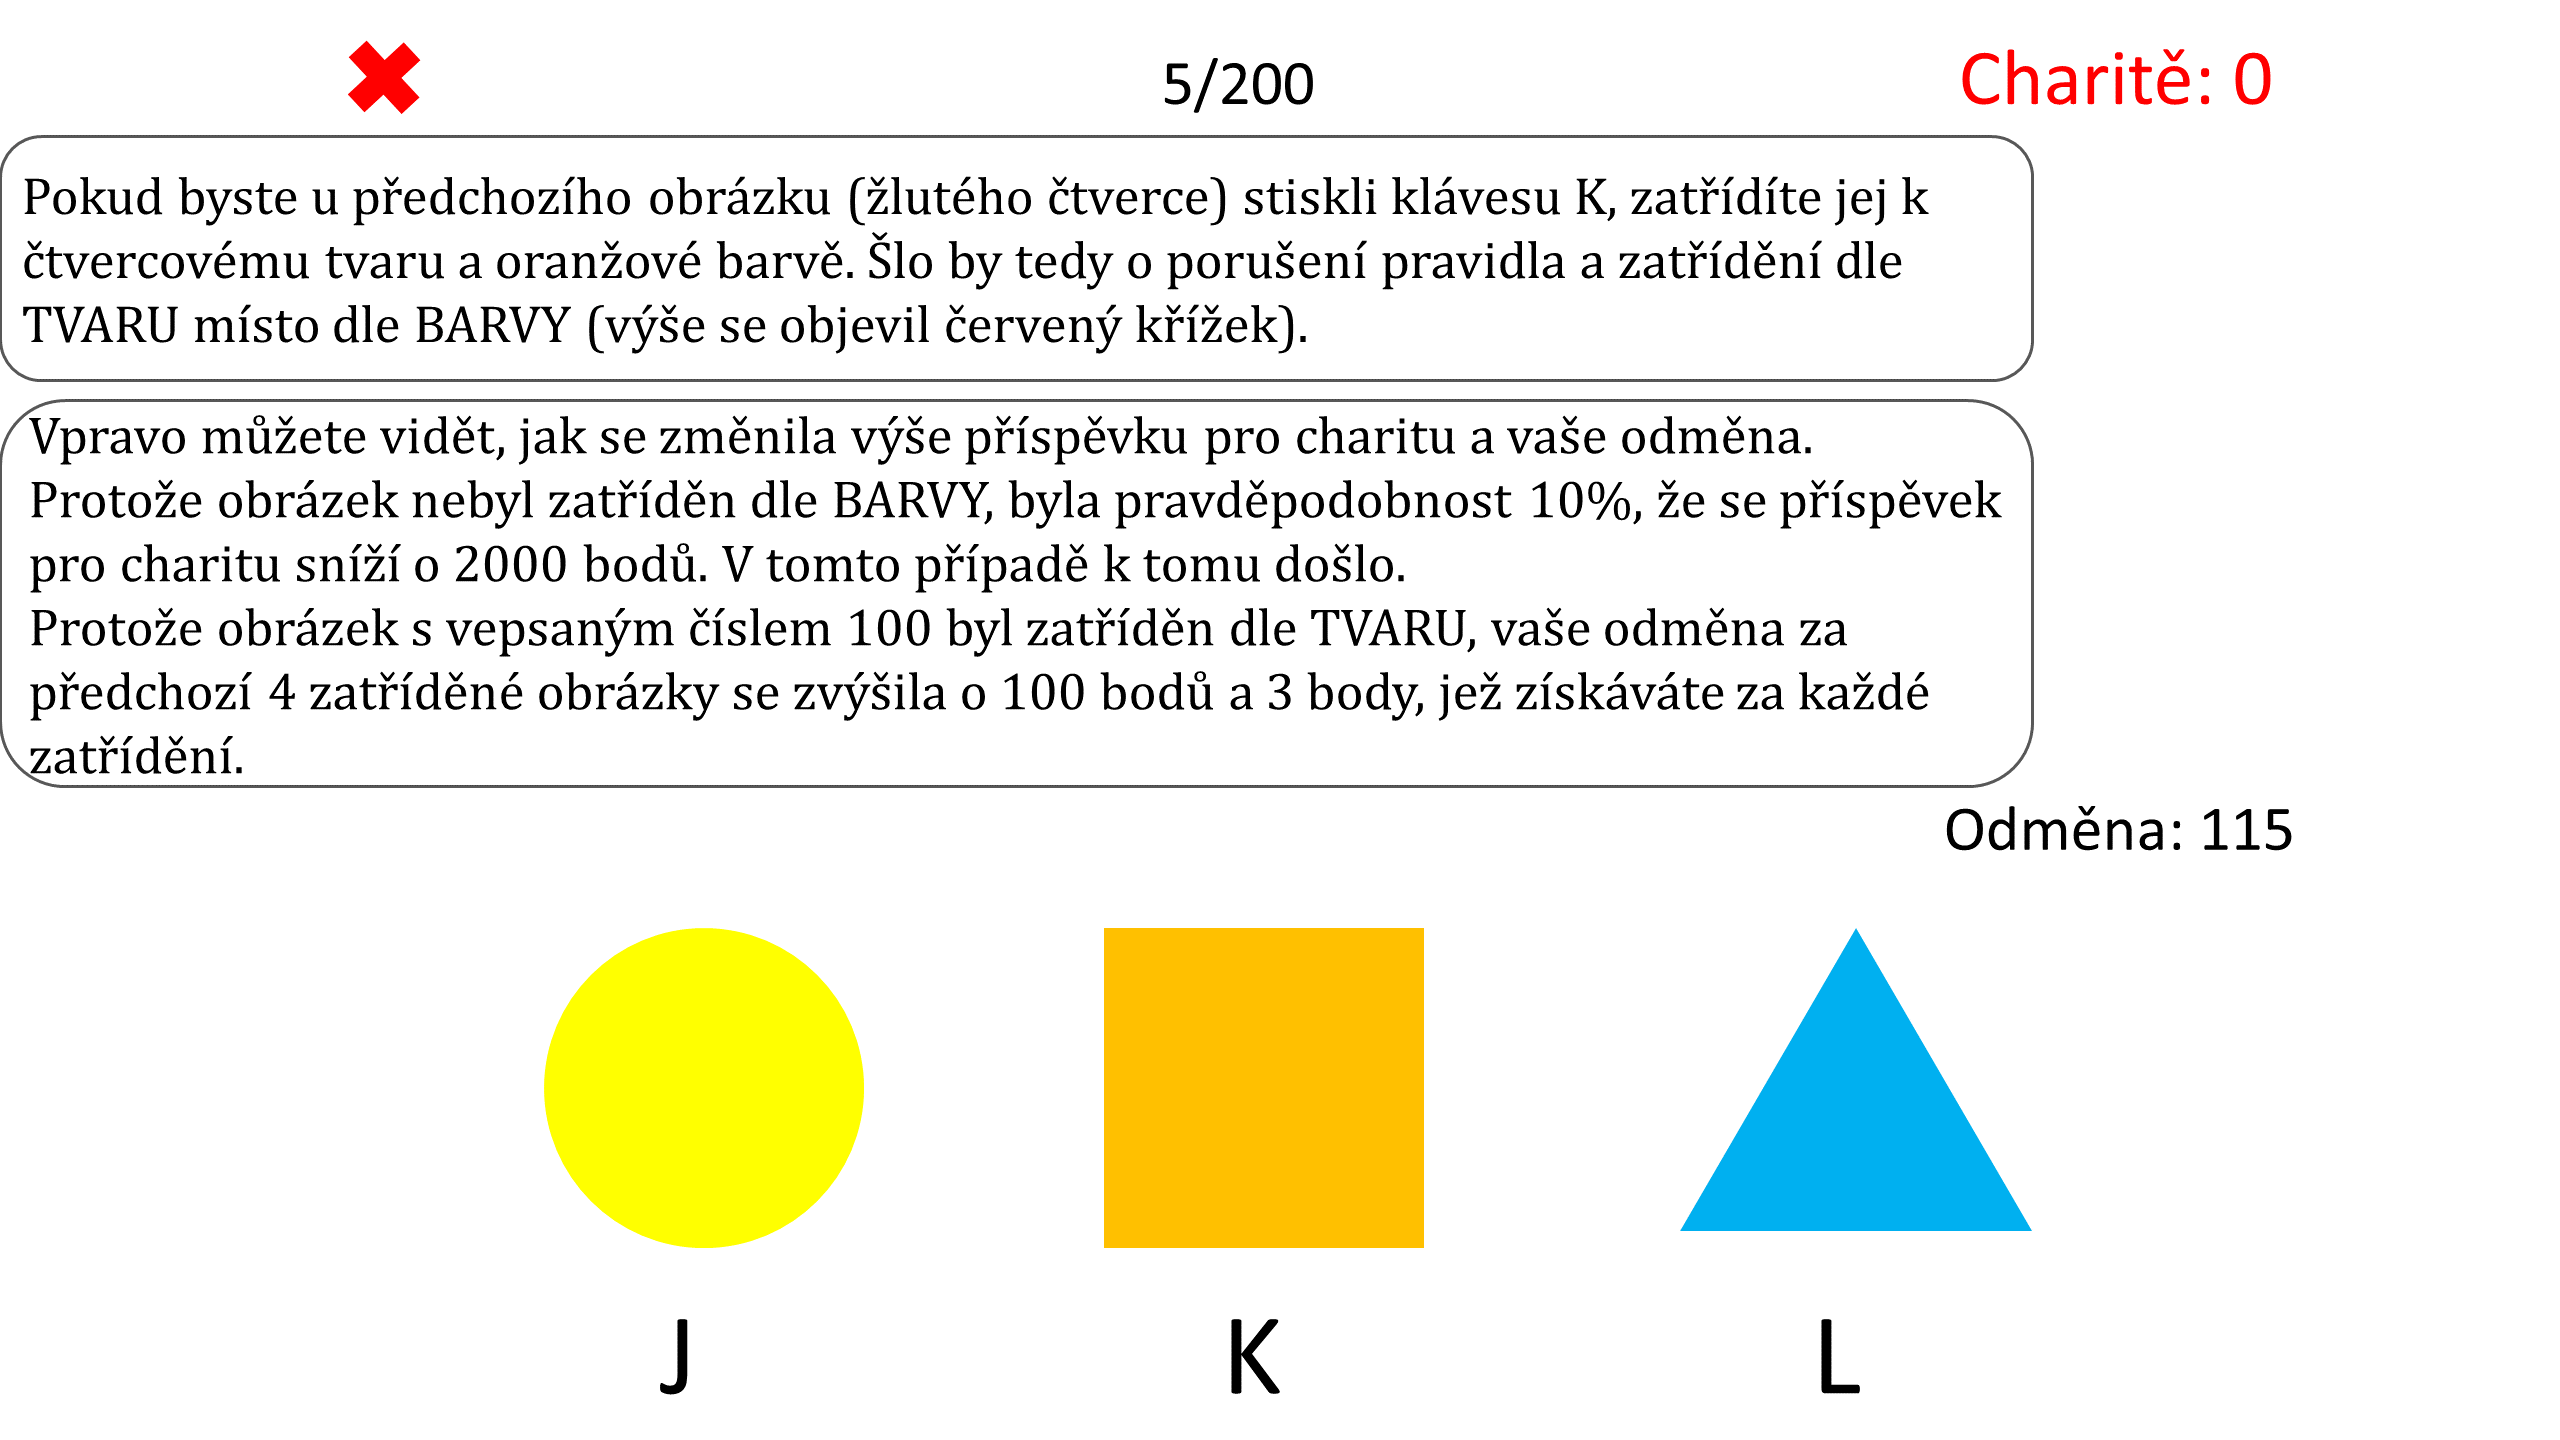 5/200
Charitě: 0
Pokud byste u předchozího obrázku (žlutého čtverce) stiskli klávesu K, zatřídíte jej k
čtvercovému tvaru a oranžové barvě. Šlo by tedy o porušení pravidla a zatřídění dle
TVARU místo dle BARVY (výše se objevil červený křížek).
Vpravo můžete vidět, jak se změnila výše příspěvku pro charitu a vaše odměna.
Protože obrázek nebyl zatříděn dle BARVY, byla pravděpodobnost 10%, že se příspěvek
pro charitu sníží o 2000 bodů. V tomto případě k tomu došlo.
Protože obrázek s vepsaným číslem 100 byl zatříděn dle TVARU, vaše odměna za
předchozí 4 zatříděné obrázky se zvýšila o 100 bodů a 3 body, jež získáváte za každé
zatřídění.
Odměna: 115
J
K
L